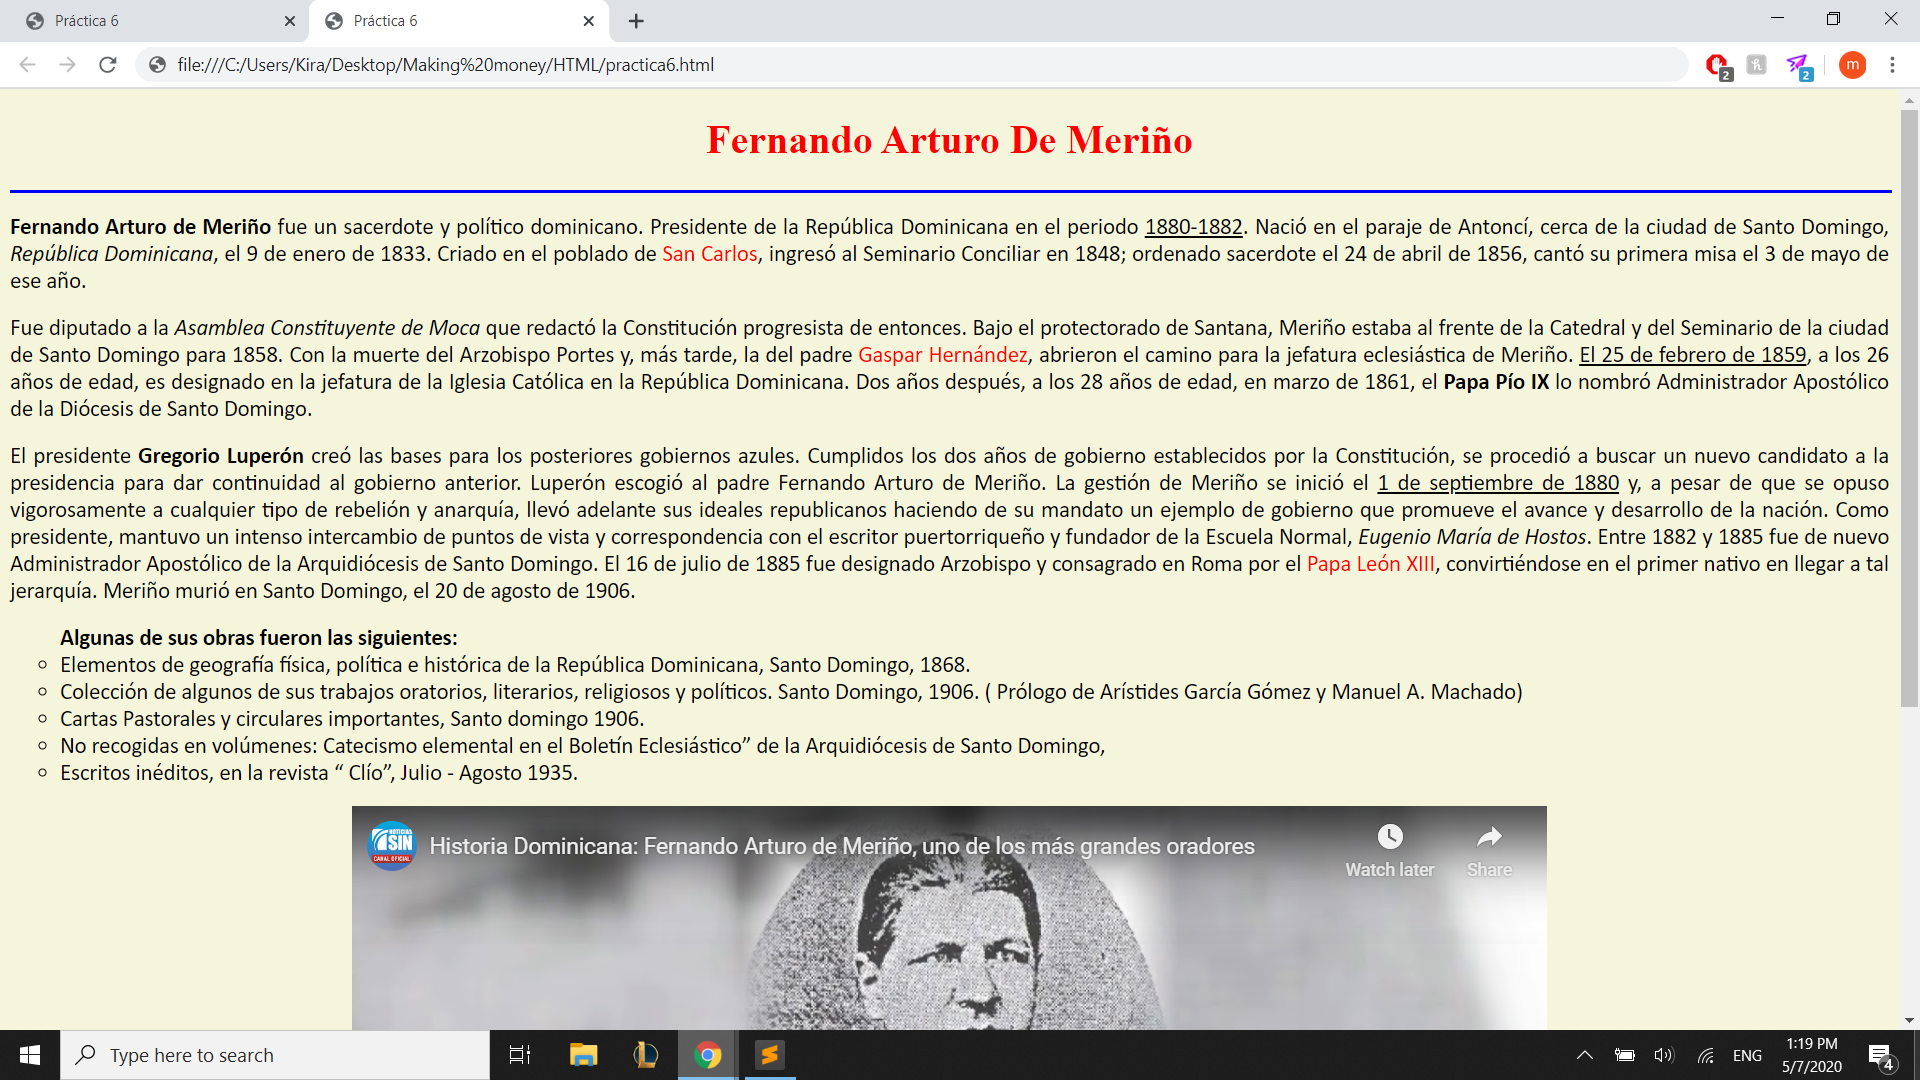 Práctica 6
Práctica 6
file:///C:/Users/Kira/Desktop/Making%20money/HTML/practica6.html
2
2
m
Fernando Arturo De Meriño
Fernando Arturo de Meriño fue un sacerdote y político dominicano. Presidente de la República Dominicana en el periodo 1880-1882. Nació en el paraje de Antoncí, cerca de la ciudad de Santo Domingo,
República Dominicana, el 9 de enero de 1833. Criado en el poblado de San Carlos, ingresó al Seminario Conciliar en 1848; ordenado sacerdote el 24 de abril de 1856, cantó su primera misa el 3 de mayo de
ese año.
Fue diputado a la Asamblea Constituyente de Moca que redactó la Constitución progresista de entonces. Bajo el protectorado de Santana, Meriño estaba al frente de la Catedral y del Seminario de la ciudad
de Santo Domingo para 1858. Con la muerte del Arzobispo Portes y, más tarde, la del padre Gaspar Hernández, abrieron el camino para la jefatura eclesiástica de Meriño. El 25 de febrero de 1859, a los 26
años de edad, es designado en la jefatura de la Iglesia Católica en la República Dominicana. Dos años después, a los 28 años de edad, en marzo de 1861, el Papa Pío IX lo nombró Administrador Apostólico
de la Diócesis de Santo Domingo.
El presidente Gregorio Luperón creó las bases para los posteriores gobiernos azules. Cumplidos los dos años de gobierno establecidos por la Constitución, se procedió a buscar un nuevo candidato a la
presidencia para dar continuidad al gobierno anterior. Luperón escogió al padre Fernando Arturo de Meriño. La gestión de Meriño se inició el 1 de septiembre de 1880 y, a pesar de que se opuso
vigorosamente a cualquier tipo de rebelión y anarquía, llevó adelante sus ideales republicanos haciendo de su mandato un ejemplo de gobierno que promueve el avance y desarrollo de la nación. Como
presidente, mantuvo un intenso intercambio de puntos de vista y correspondencia con el escritor puertorriqueño y fundador de la Escuela Normal, Eugenio María de Hostos. Entre 1882 y 1885 fue de nuevo
Administrador Apostólico de la Arquidiócesis de Santo Domingo. El 16 de julio de 1885 fue designado Arzobispo y consagrado en Roma por el Papa León XIII, convirtiéndose en el primer nativo en llegar a tal
jerarquía. Meriño murió en Santo Domingo, el 20 de agosto de 1906.
Algunas de sus obras fueron las siguientes:
Elementos de geografía física, política e histórica de la República Dominicana, Santo Domingo, 1868.
Colección de algunos de sus trabajos oratorios, literarios, religiosos y políticos. Santo Domingo, 1906. ( Prólogo de Arístides García Gómez y Manuel A. Machado)
Cartas Pastorales y circulares importantes, Santo domingo 1906.
No recogidas en volúmenes: Catecismo elemental en el Boletín Eclesiástico” de la Arquidiócesis de Santo Domingo,
Escritos inéditos, en la revista “ Clío”, Julio - Agosto 1935.
NOTICIAS
SIN
CANAL OFICIAL
Historia Dominicana: Fernando Arturo de Meriño, uno de los más grandes oradores
Watch later
Share
Type here to search
ENG
1:19 PM
5/7/2020
4